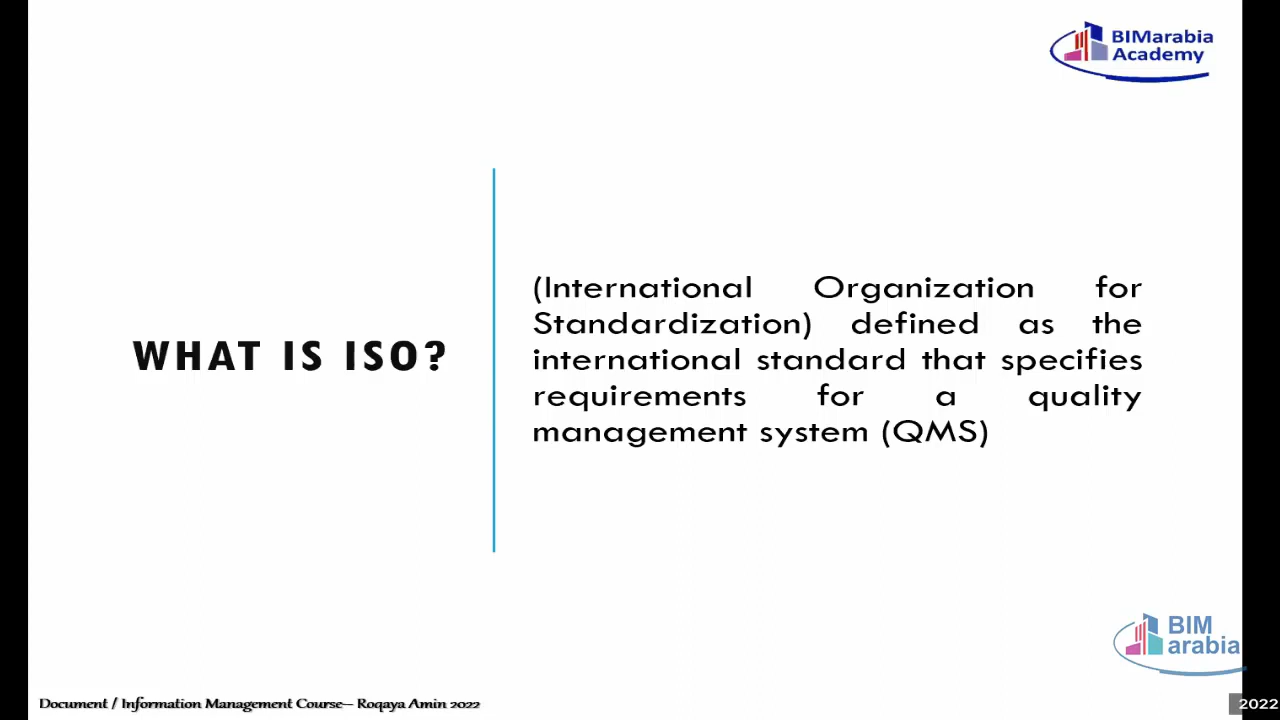 BIMarabia
Academy
WHAT IS ISO?
(International Organization for
Standardization) defined as the
international standard that specifies
requirements for a quality
management system (QMS)
BIM
arabia
Document / Information Management Course– Roqaya Amin 2022
2022